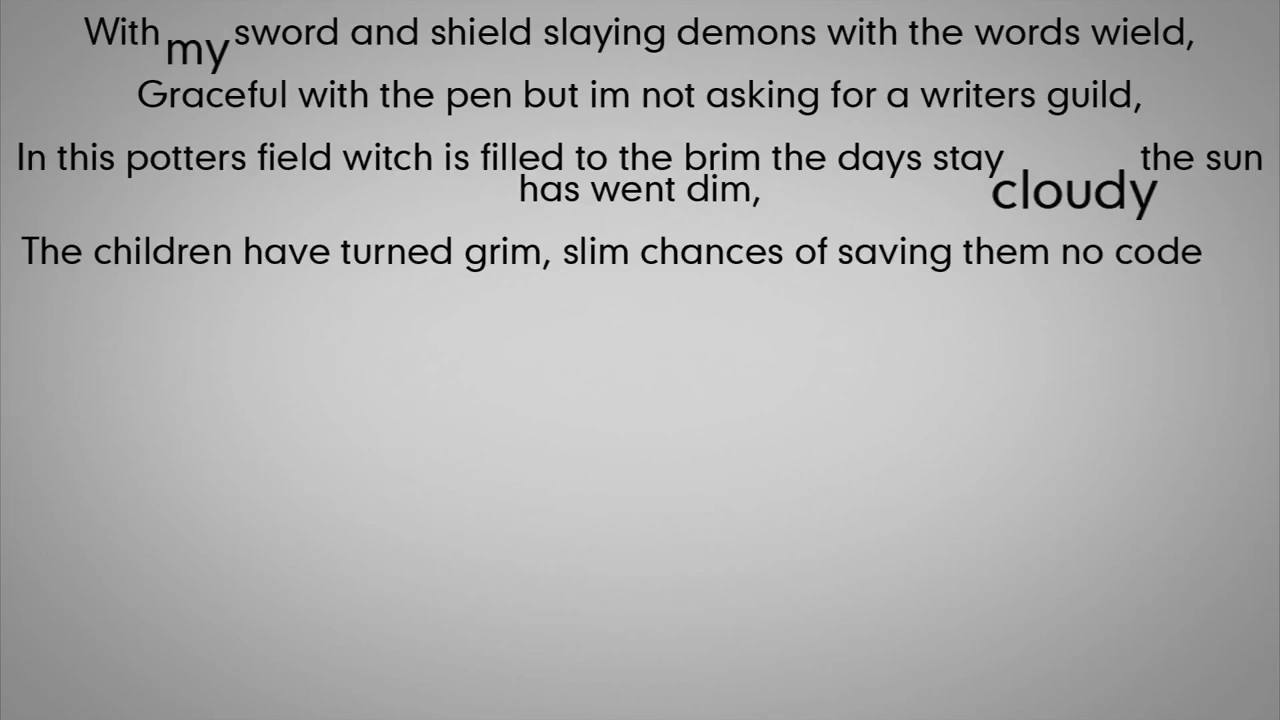 With my sword and shield slaying demons with the words wield,
Graceful with the pen but im not asking for a writers guild,
In this potters field witch is filled to the brim the days stay cloudy the sun
has went dim,
The children have turned grim, slim chances of saving them no code